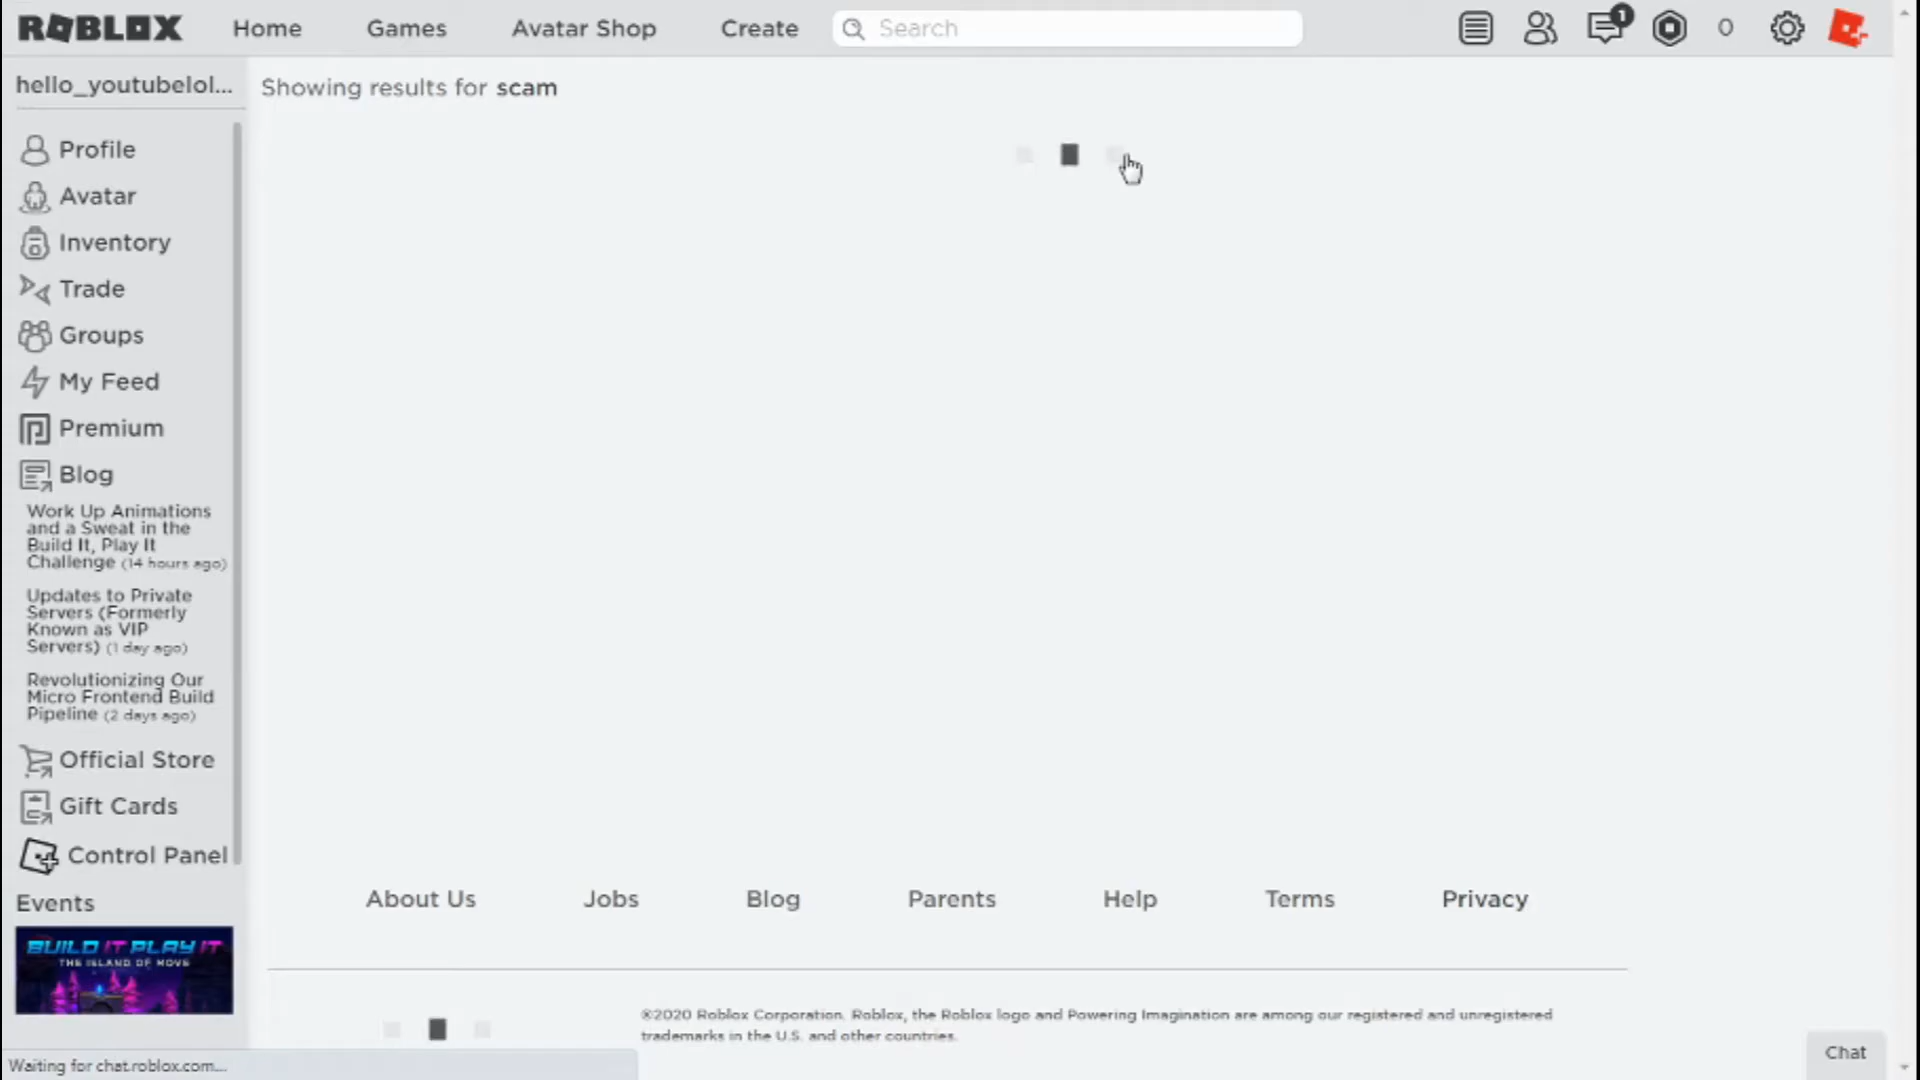 ROBLOX Home Games Avatar Shop Create Search 1 0
hello_youtubelol...
Showing results for scam
Profile
Avatar
Inventory
Trade
Groups
My Feed
Premium
Blog
Work Up Animations
and a Sweat in the
Build It, Play It
Challenge (14 hours ago)
Updates to Private
Servers (Formerly
Known as VIP
Servers) (1 day ago)
Revolutionizing Our
Micro Frontend Build
Pipeline (2 days ago)
Official Store
Gift Cards
Control Panel
Events
BUILD IT PLAY IT
THE ISLAND OF MOVE
About Us Jobs Blog Parents Help Terms Privacy
©2020 Roblox Corporation. Roblox, the Roblox logo and Powering Imagination are among our registered and unregistered
trademarks in the U.S. and other countries.
Chat
Waiting for chat.roblox.com...